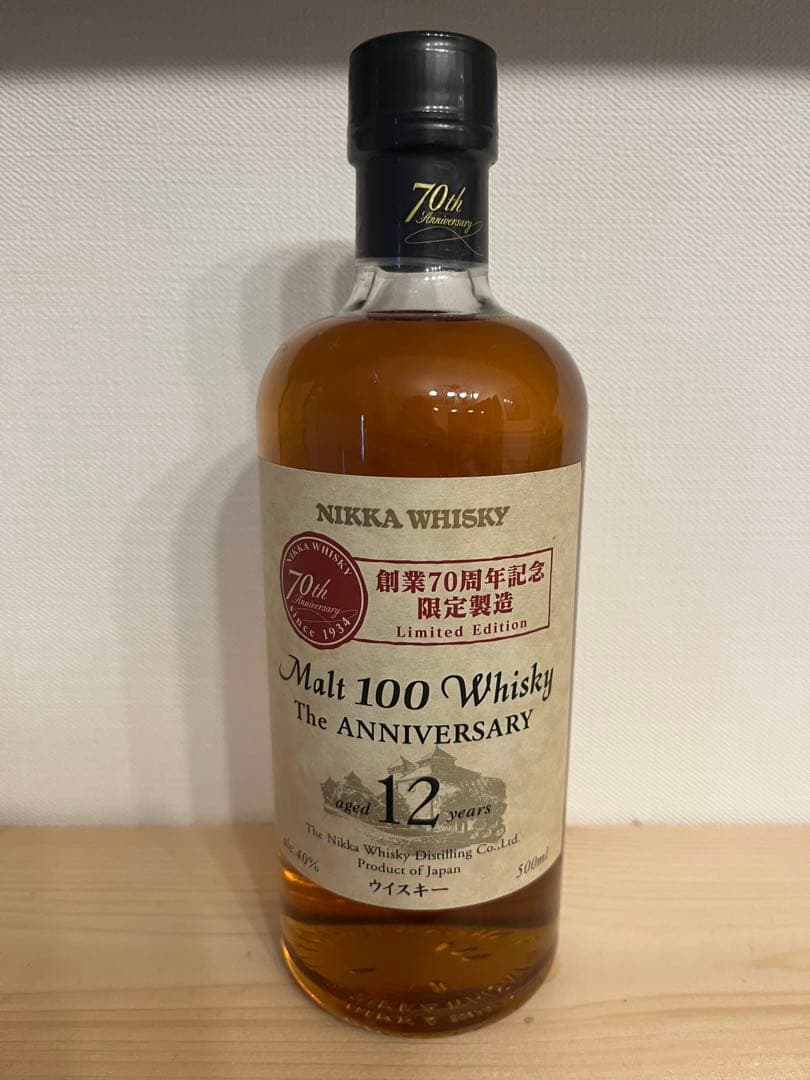 70th
Anniversary
NIKKA WHISKY
NIKKA WHISKY
70th
Anniversary
since 1934
創業70周年記念
限定製造
Limited Edition
Malt 100 Whisky
The ANNIVERSARY
aged 12 years
The Nikka Whisky Distilling Co.,Ltd.
alc.40%
Product of Japan
500ml
ウイスキー